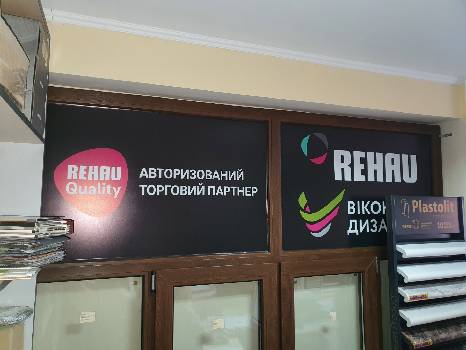 REHAU
Quality
АВТОРИЗОВАНИЙ
ТОРГОВИЙ ПАРТНЕР
REHAU
ВІКОН
ДИЗА
Plastolit